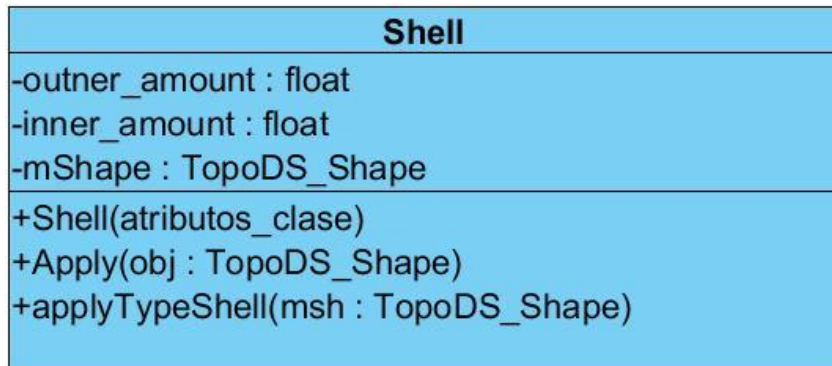 Shell
-outner_amount : float
-inner_amount : float
-mShape : TopoDS_Shape
+Shell(atributos_clase)
+Apply(obj : TopoDS_Shape)
+applyTypeShell(msh : TopoDS_Shape)